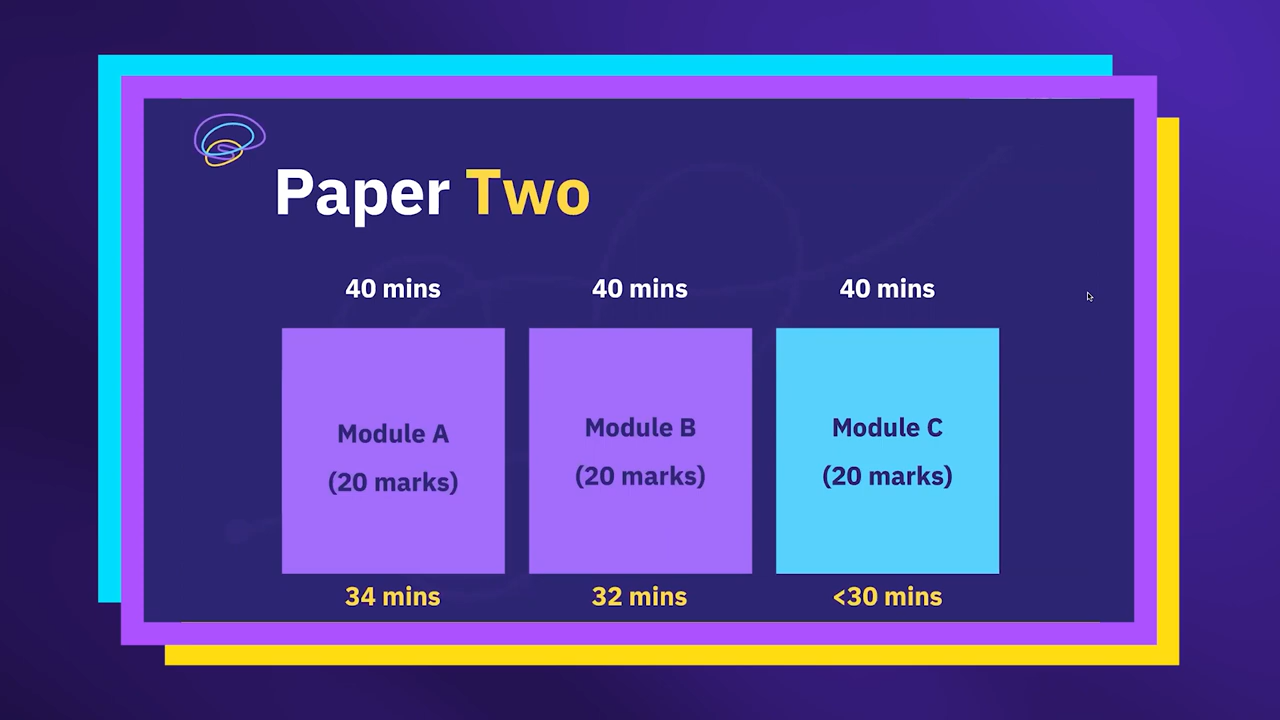 Paper Two
40 mins
40 mins
40 mins
Module A
(20 marks)
Module B
(20 marks)
Module C
(20 marks)
34 mins
32 mins
<30 mins